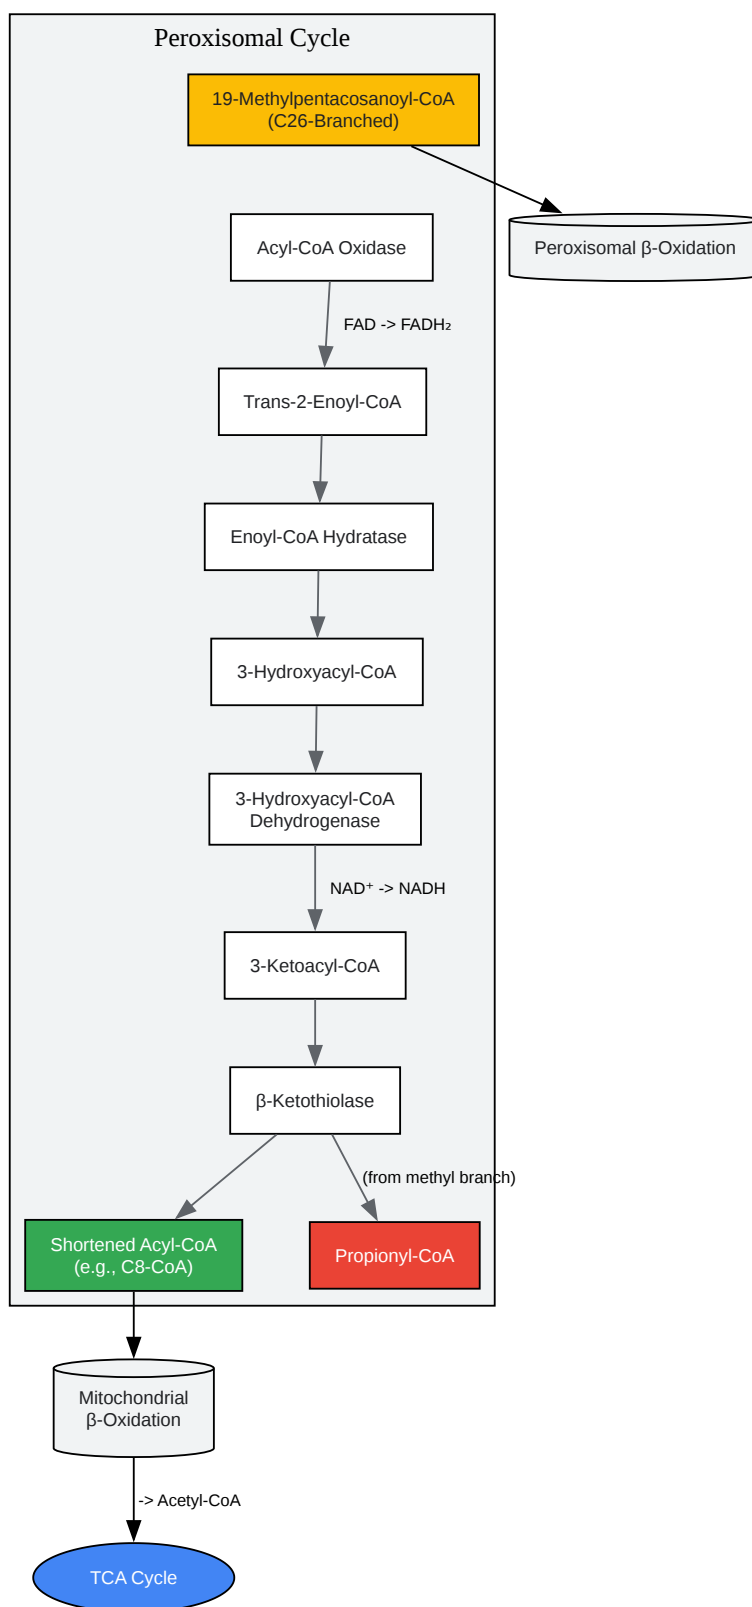 Peroxisomal Cycle
19-Methylpentacosanoyl-CoA
(C26-Branched)
Acyl-CoA Oxidase
Peroxisomal β-Oxidation
FAD -> FADH₂
Trans-2-Enoyl-CoA
Enoyl-CoA Hydratase
3-Hydroxyacyl-CoA
3-Hydroxyacyl-CoA
Dehydrogenase
NAD⁺ -> NADH
3-Ketoacyl-CoA
β-Ketothiolase
(from methyl branch)
Shortened Acyl-CoA
(e.g., C8-CoA)
Propionyl-CoA
Mitochondrial
β-Oxidation
-> Acetyl-CoA
TCA Cycle